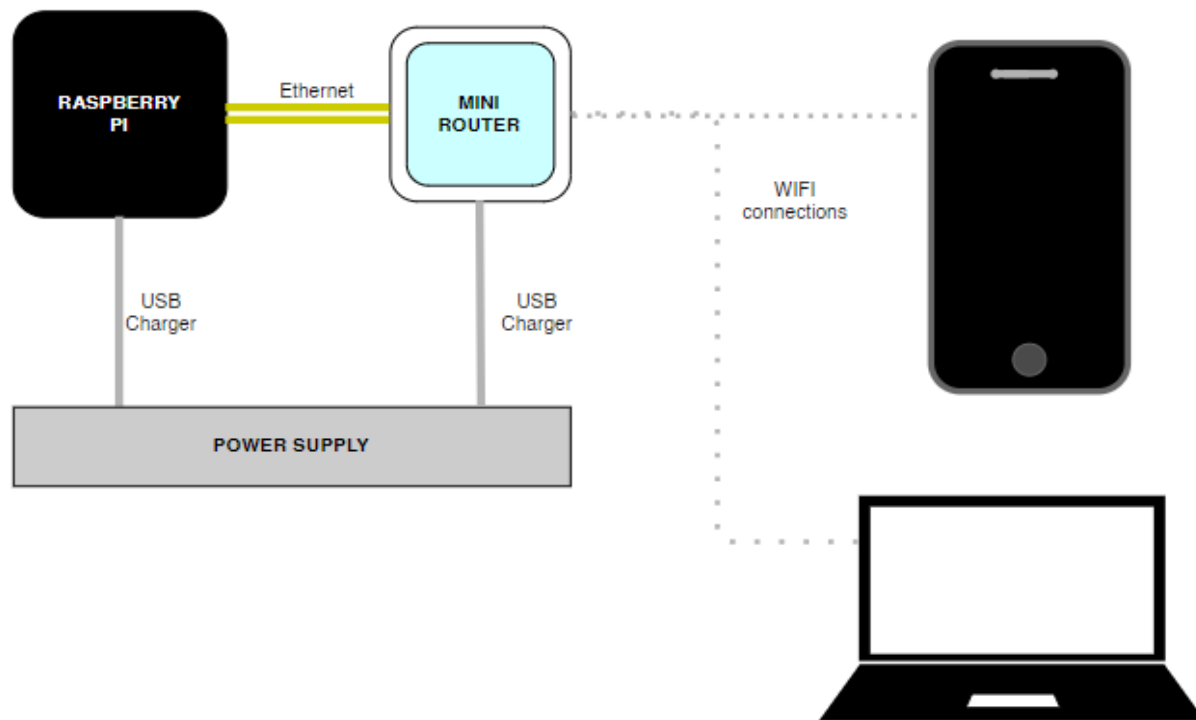 RASPBERRY
PI
Ethernet
MINI
ROUTER
WIFI
connections
USB
Charger
USB
Charger
POWER SUPPLY